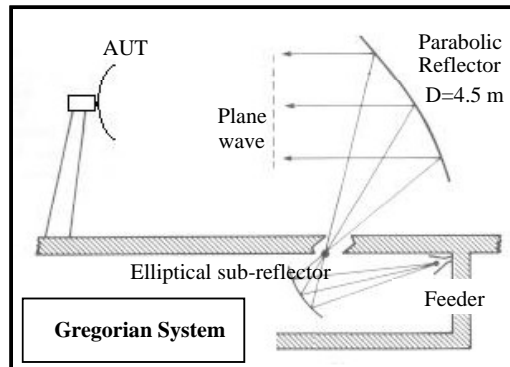 AUT
Parabolic
Reflector
D=4.5 m
Plane
wave
Elliptical sub-reflector
Feeder
Gregorian System